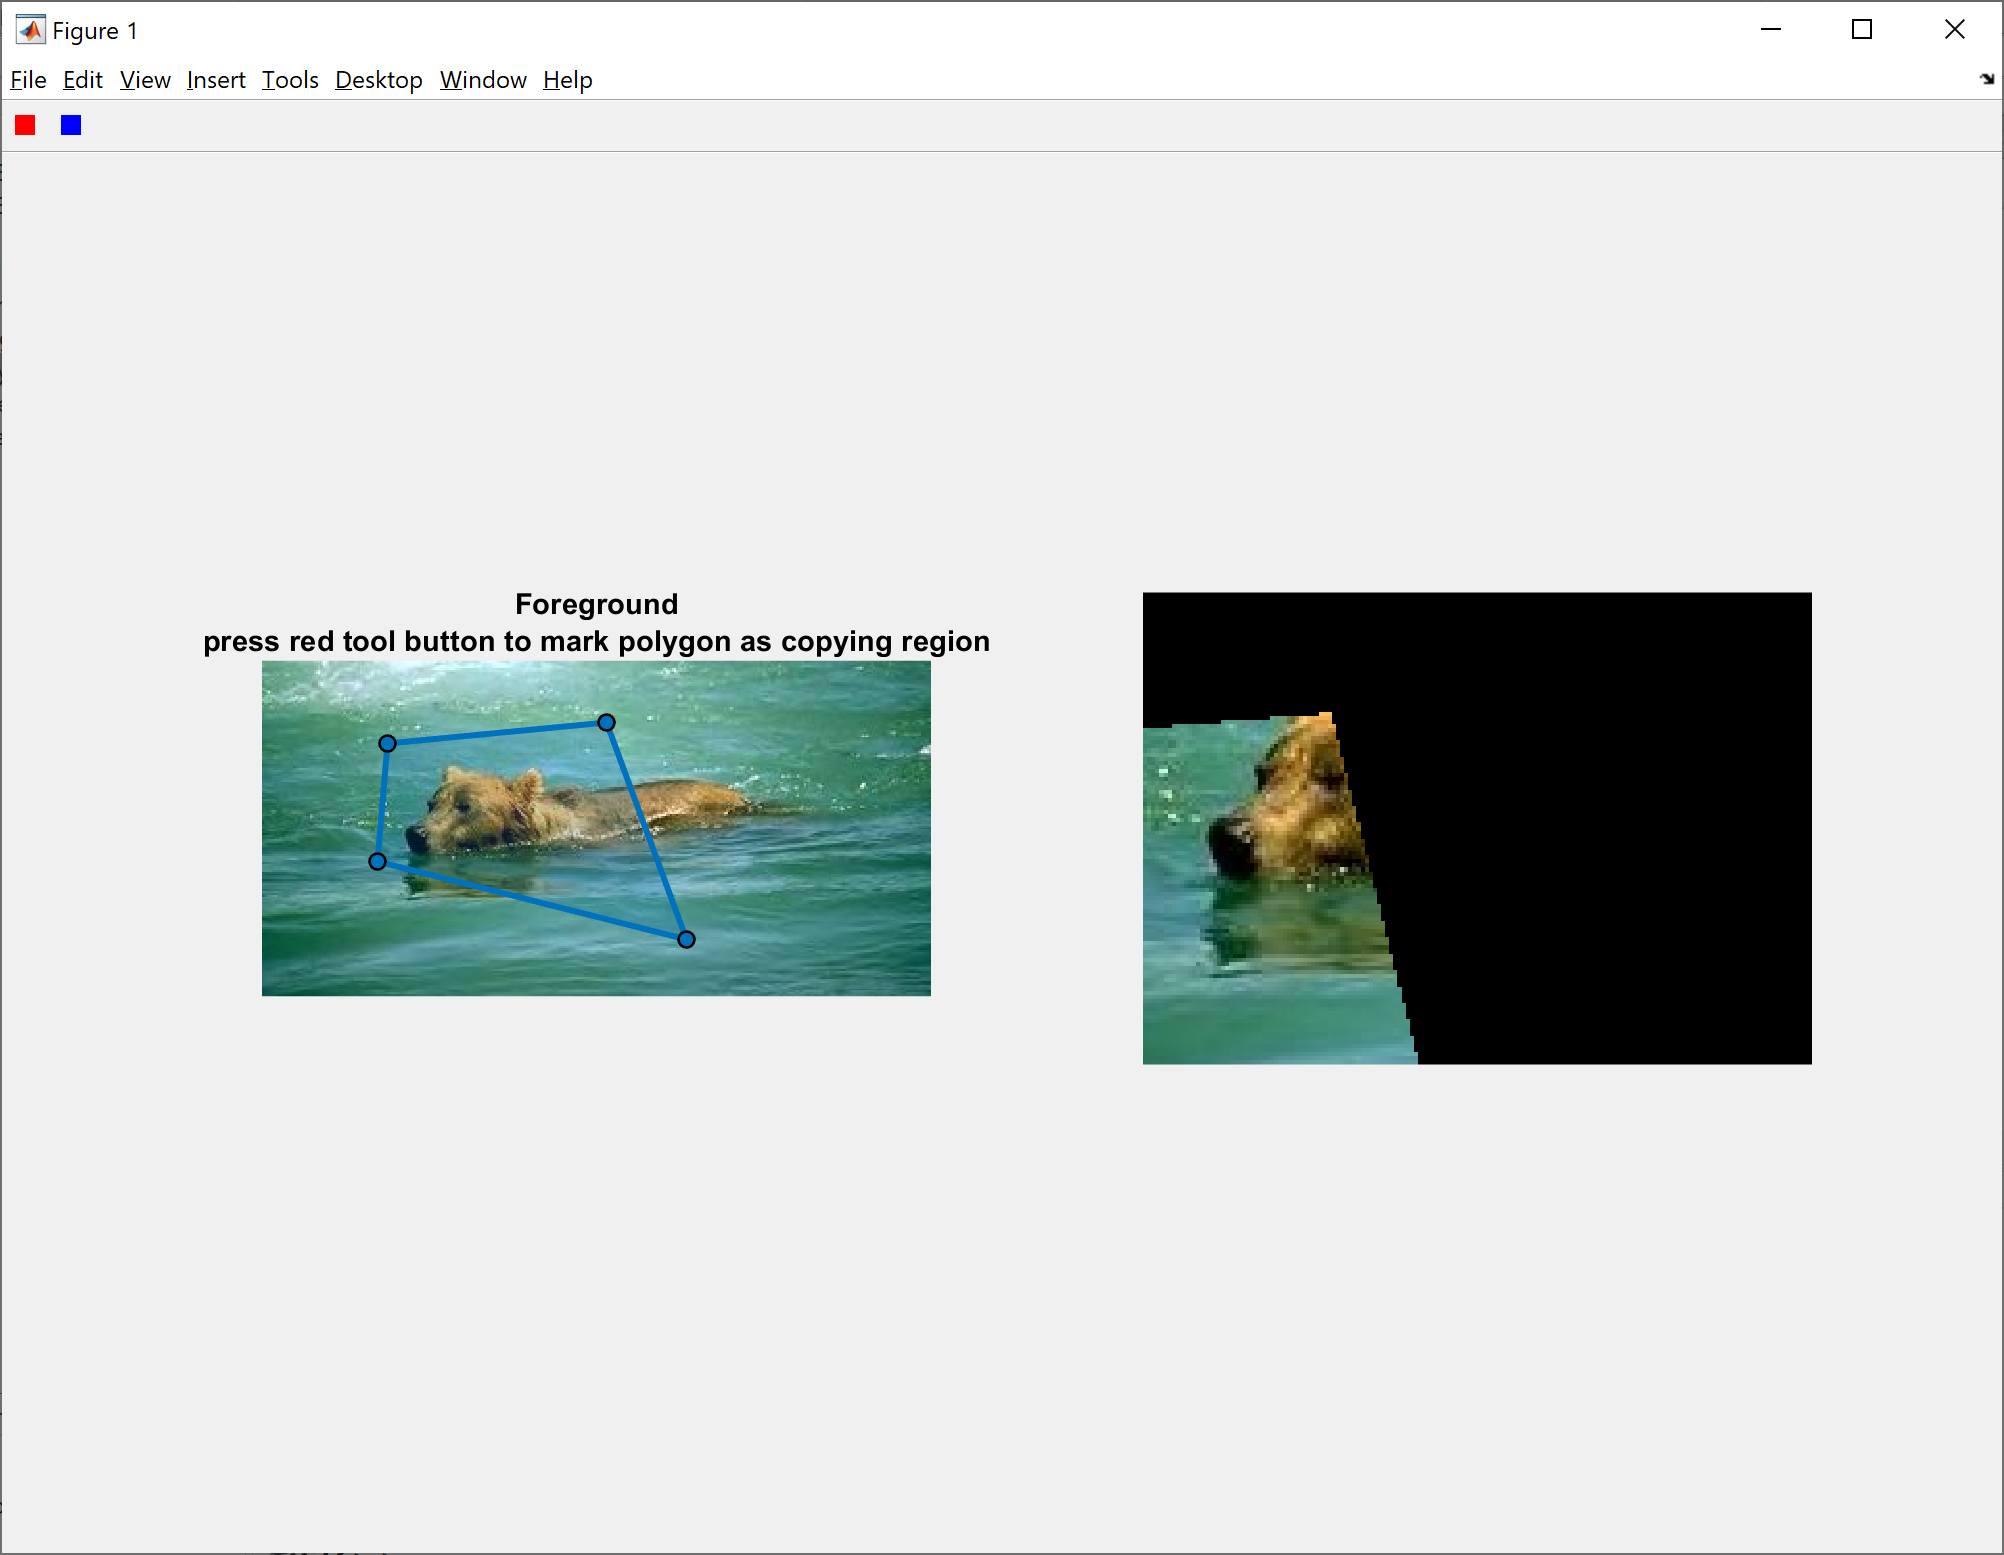 Figure 1
File Edit View Insert Tools Desktop Window Help
Foreground
press red tool button to mark polygon as copying region